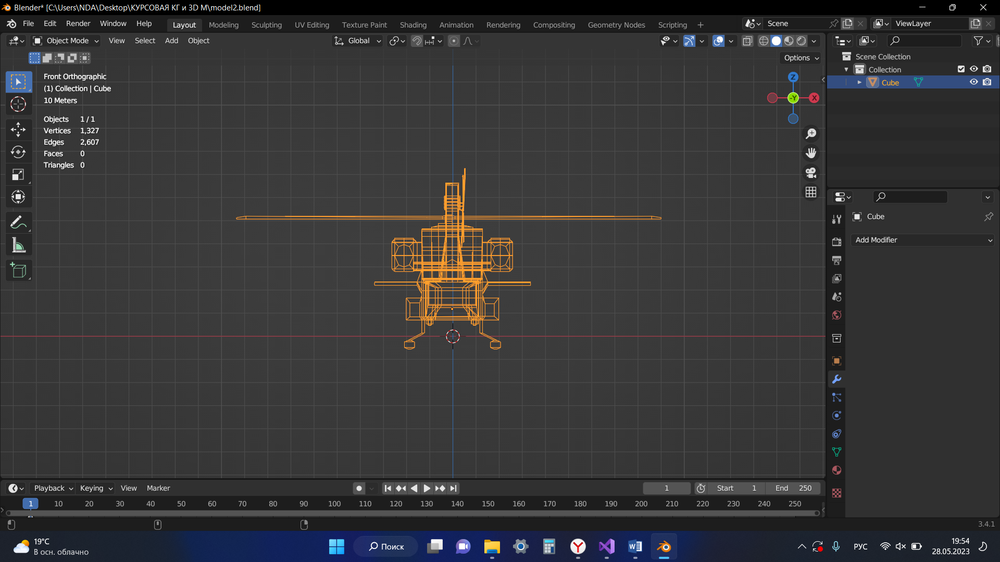 Blender* [C:\Users\NDA\Desktop\КУРСОВАЯ КГ и 3D М\model2.blend]
File Edit Render Window Help Layout Modeling Sculpting UV Editing Texture Paint Shading Animation Rendering Compositing Geometry Nodes Scripting + Scene ViewLayer
Object Mode View Select Add Object Global
Options
Front Orthographic
(1) Collection | Cube
10 Meters
Objects 1 / 1
Vertices 1,327
Edges 2,607
Faces 0
Triangles 0
Z
-Y X
Scene Collection
Collection
Cube
Cube
Add Modifier
Playback Keying View Marker 1 Start 1 End 250
1 10 20 30 40 50 60 70 80 90 100 110 120 130 140 150 160 170 180 190 200 210 220 230 240 250
3.4.1
19°C
В осн. облачно
Поиск
РУС
19:54
28.05.2023